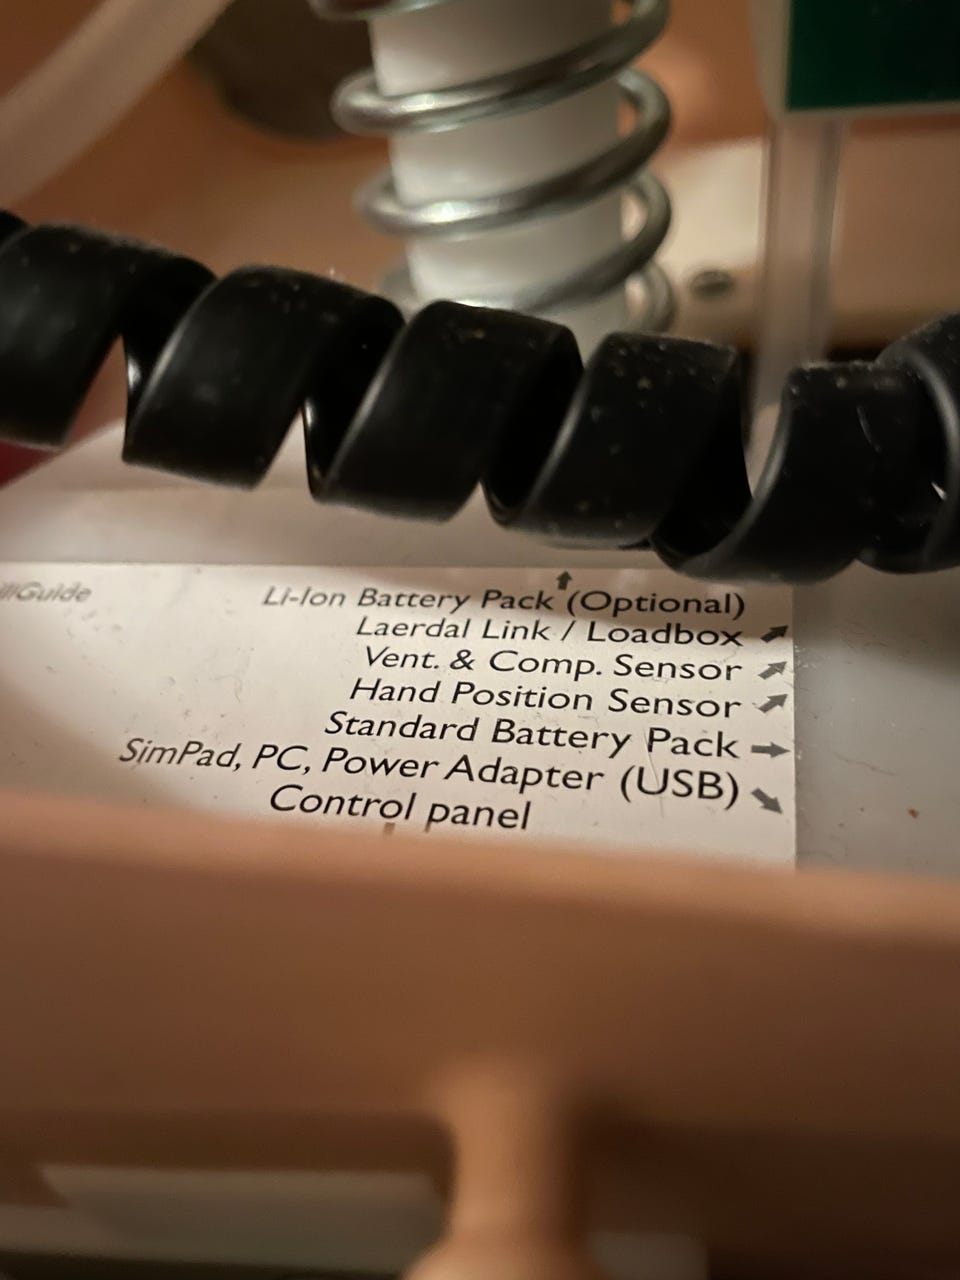 Li-Ion Battery Pack (Optional)
Laerdal Link / Loadbox
Vent. & Comp. Sensor
Hand Position Sensor
Standard Battery Pack
SimPad, PC, Power Adapter (USB)
Control panel